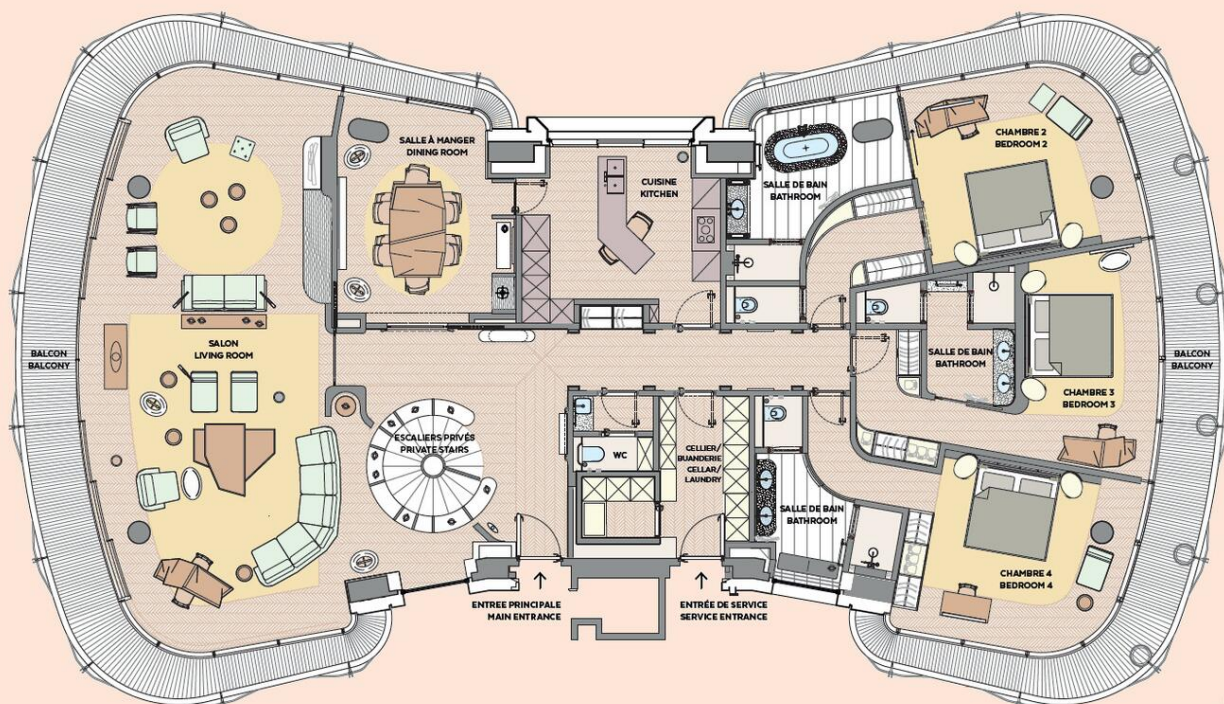 SALLE À MANGER
DINING ROOM
CUISINE
KITCHEN
SALLE DE BAIN
BATHROOM
CHAMBRE 2
BEDROOM 2
BALCON
BALCONY
SALON
LIVING ROOM
SALLE DE BAIN
BATHROOM
CHAMBRE 3
BEDROOM 3
BALCON
BALCONY
ESCALIERS PRIVÉS
PRIVATE STAIRS
WC
CELLIER/
BUANDERIE
CELLAR/
LAUNDRY
SALLE DE BAIN
BATHROOM
CHAMBRE 4
BEDROOM 4
ENTREE PRINCIPALE
MAIN ENTRANCE
ENTRÉE DE SERVICE
SERVICE ENTRANCE